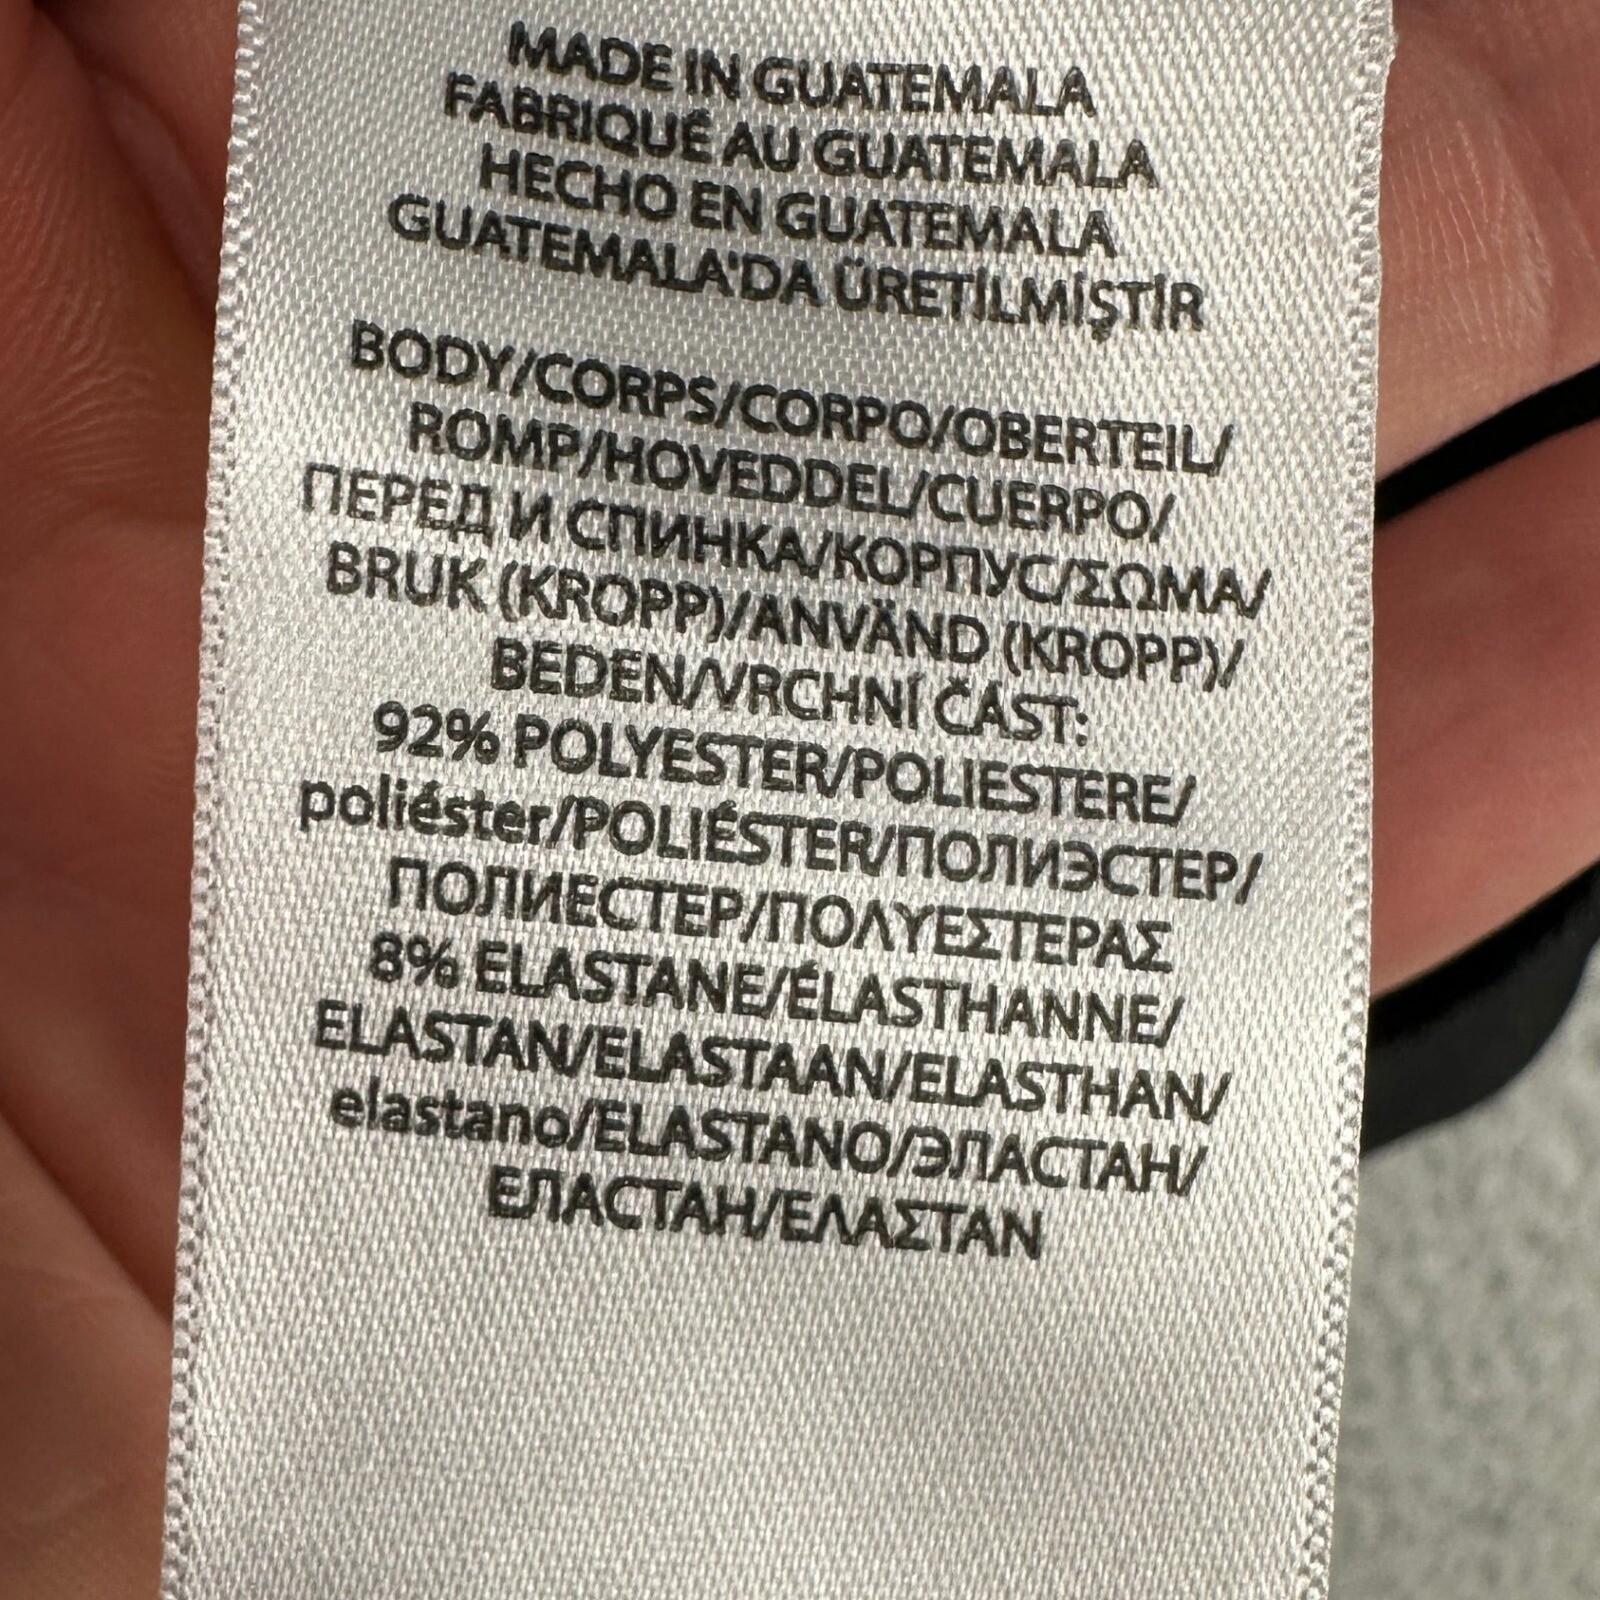 MADE IN GUATEMALA
FABRIQUÉ AU GUATEMALA
HECHO EN GUATEMALA
GUATEMALA'DA ÜRETİLMİŞTİR
BODY/CORPS/CORPO/OBERTEIL/
ROMP/HOVEDDEL/CUERPO/
ПЕРЕД И СПИНКА/КОРПУС/ΣΩΜΑ/
BRUK (KROPP)/ANVÄND (KROPP)/
BEDEN/VRCHNÍ ČÁST:
92% POLYESTER/POLIESTERE/
poliéster/POLIÉSTER/ПОЛИЭСТЕР/
ПОЛИЕСТЕР/ΠΟΛΥΕΣΤΕΡΑΣ
8% ELASTANE/ÉLASTHANNE/
ELASTAN/ELASTAAN/ELASTHAN/
elastano/ELASTANO/ЭЛАСТАН/
ЕЛАСТАН/ΕΛΑΣΤΑΝ